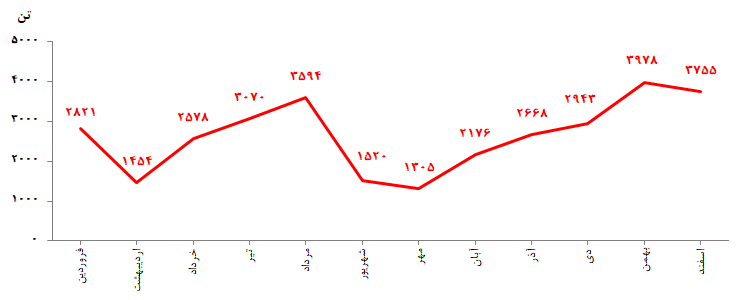 تن
۵۰۰۰
۴۰۰۰
۳۰۰۰
۲۰۰۰
۱۰۰۰
۰
۲۸۲۱
۱۴۵۴
۲۵۷۸
۳۰۷۰
۳۵۹۴
۱۵۲۰
۱۳۰۵
۲۱۷۶
۲۶۶۸
۲۹۴۳
۳۹۷۸
۳۷۵۵
فروردین
اردیبهشت
خرداد
تیر
مرداد
شهریور
مهر
آبان
آذر
دی
بهمن
اسفند